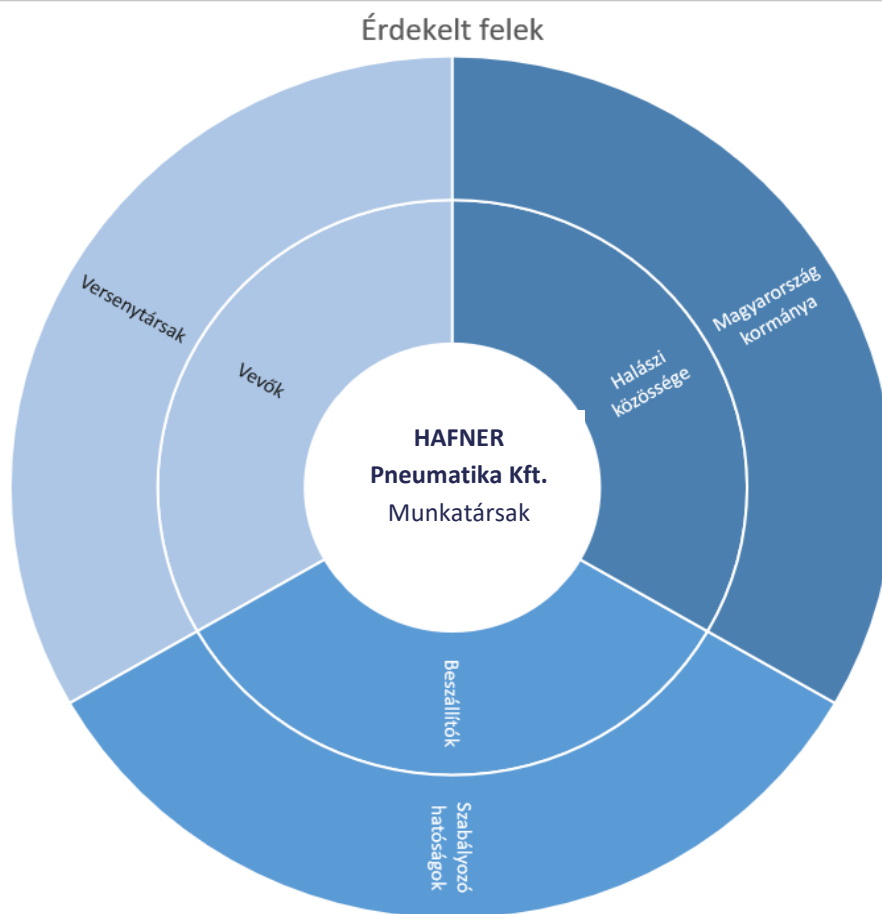 Érdekelt felek
Versenytársak
Vevők
Magyarország
kormánya
Halászi
közössége
HAFNER
Pneumatika Kft.
Munkatársak
Beszállítók
Szabályozó
hatóságok